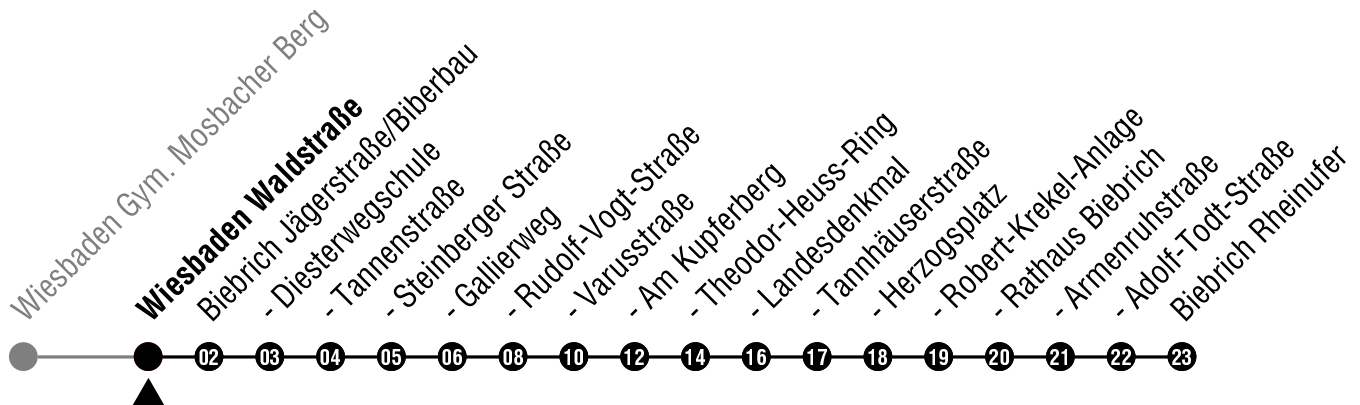 Wiesbaden Gym. Mosbacher Berg
Wiesbaden Waldstraße
Biebrich Jägerstraße/Biberbau
- Diesterwegschule
- Tannenstraße
- Steinberger Straße
- Gallierweg
- Rudolf-Vogt-Straße
- Varusstraße
- Am Kupferberg
- Theodor-Heuss-Ring
- Landesdenkmal
- Tannhäuserstraße
- Herzogsplatz
- Robert-Krekel-Anlage
- Rathaus Biebrich
- Armenruhstraße
- Adolf-Todt-Straße
Biebrich Rheinufer
02 03 04 05 06 08 10 12 14 16 17 18 19 20 21 22 23